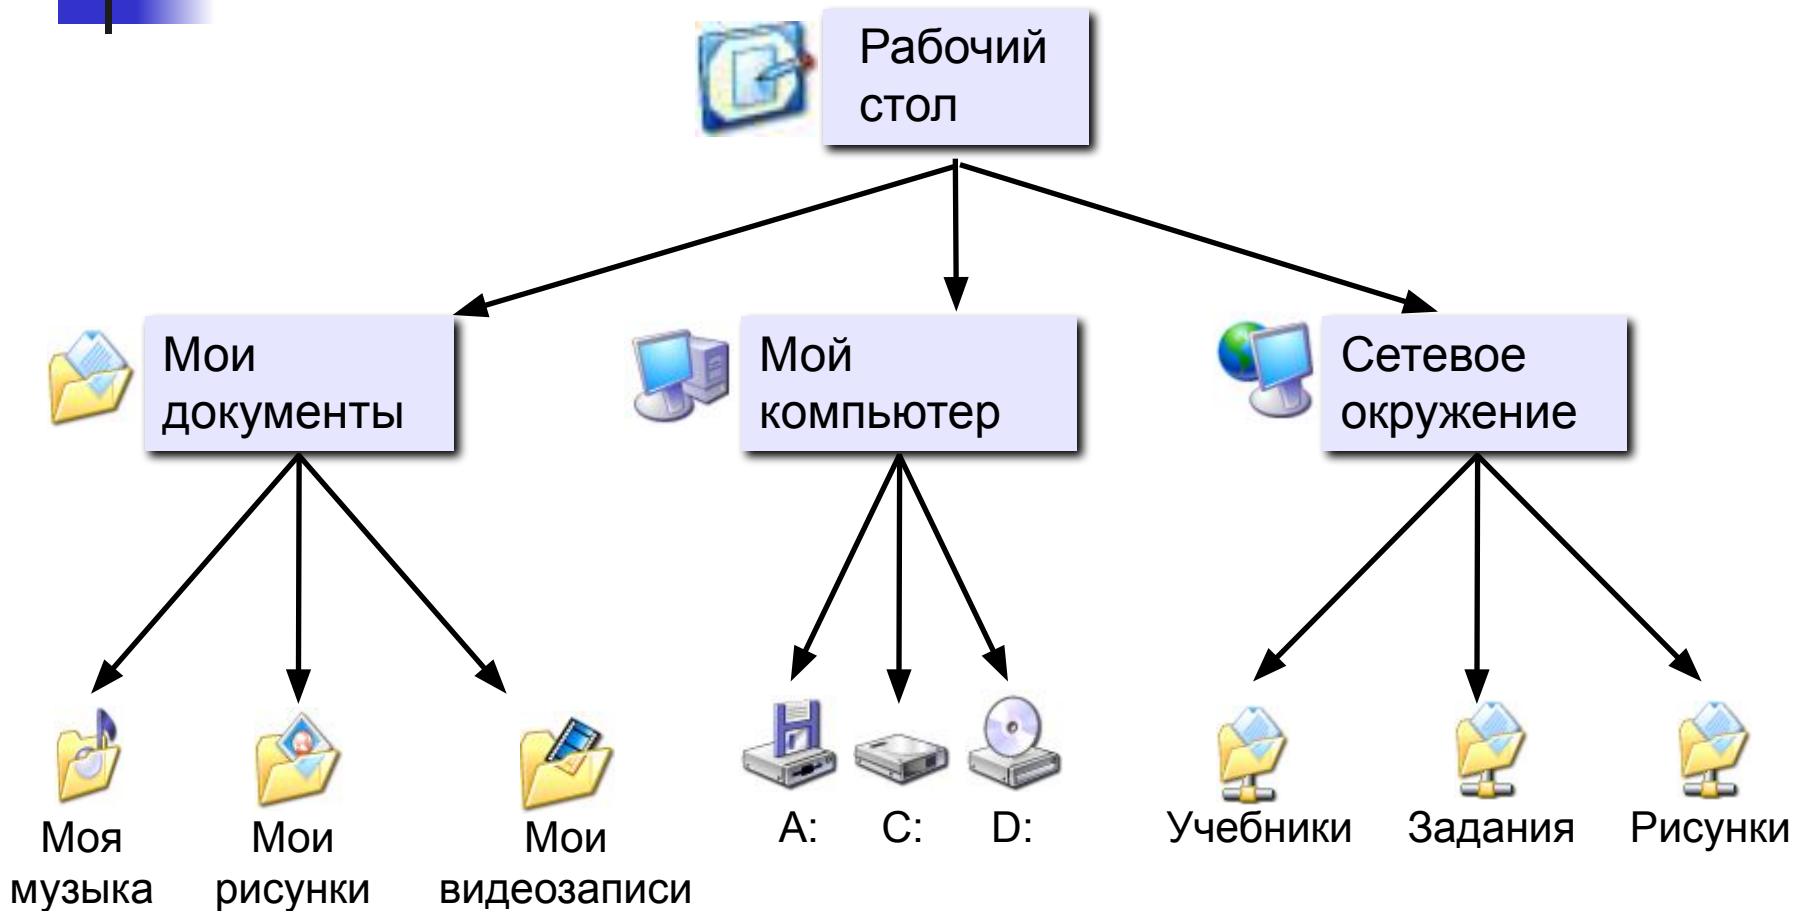 Рабочий
стол
Мои
документы
Мой
компьютер
Сетевое
окружение
Моя
музыка
Мои
рисунки
Мои
видеозаписи
A:
C:
D:
Учебники
Задания
Рисунки